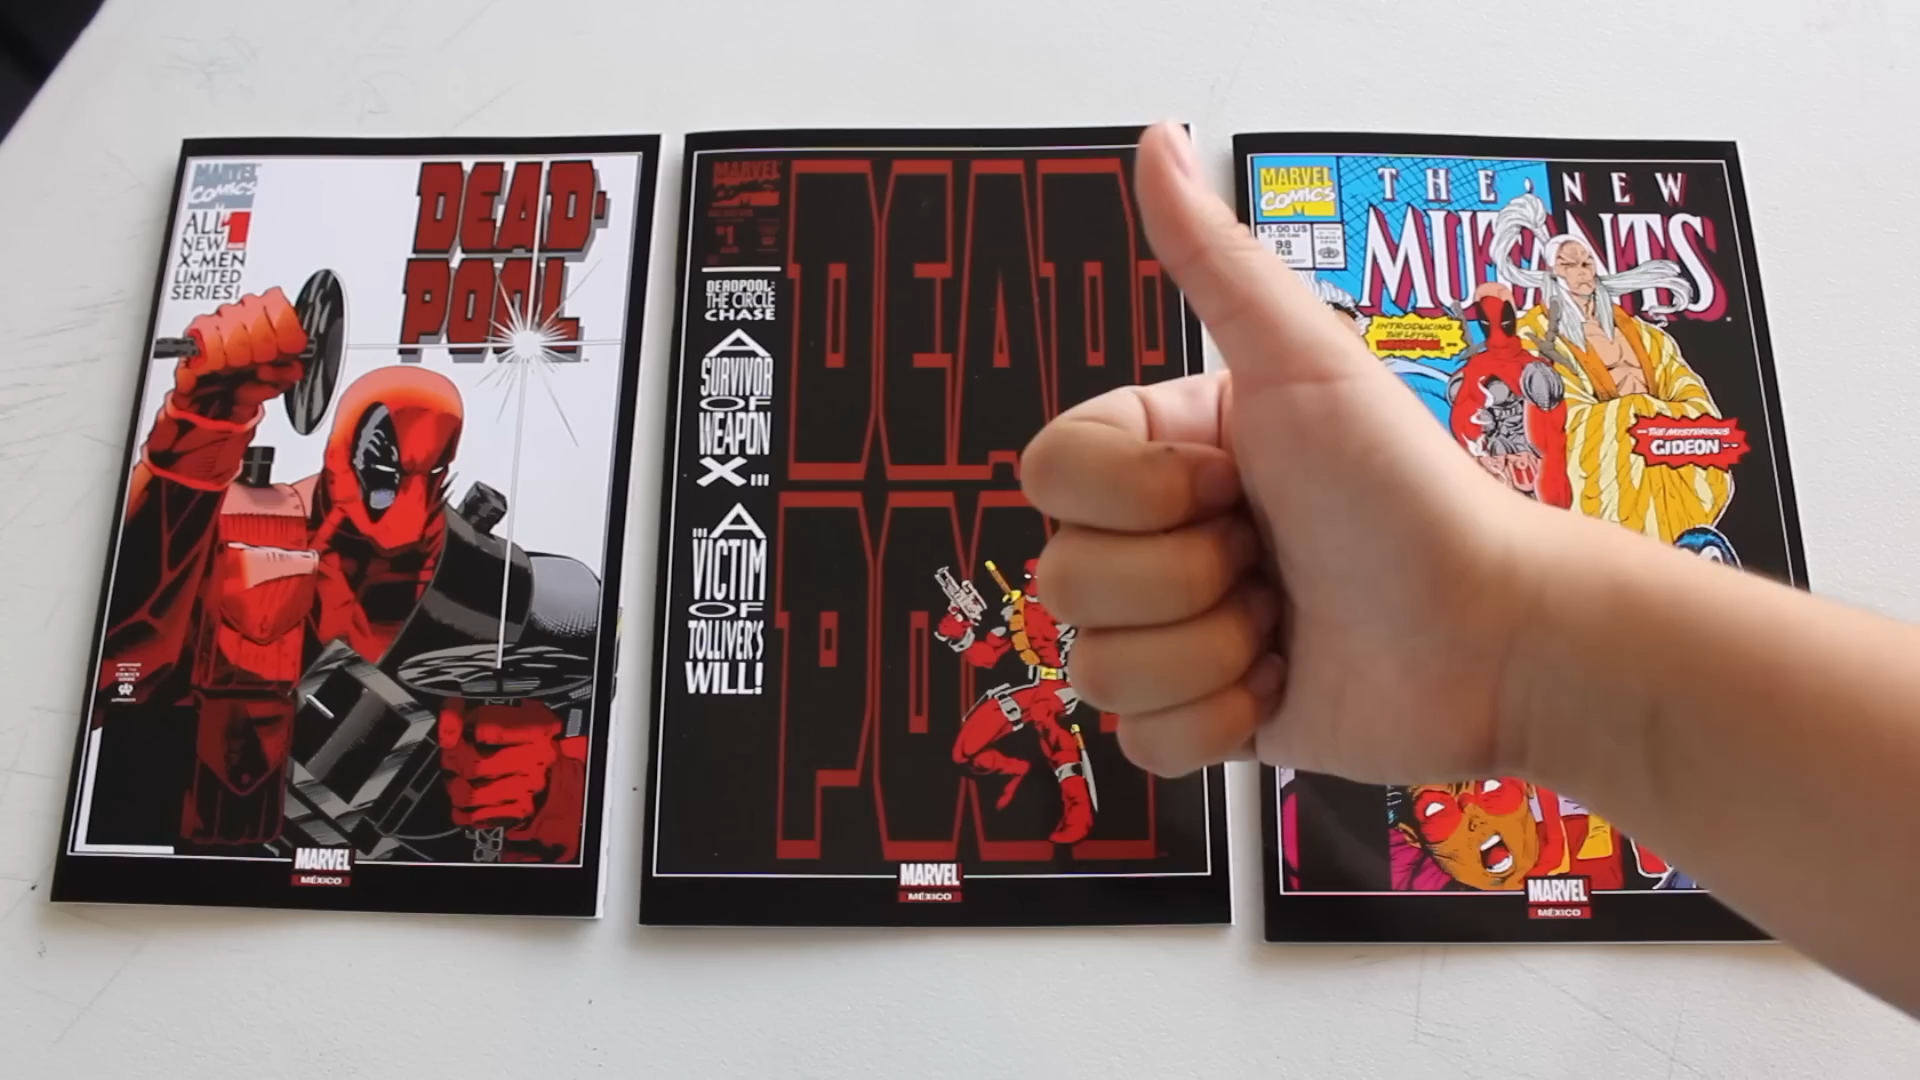 MARVEL
COMICS
ALL 1
NEW
X-MEN
LIMITED
SERIES!
DEAD-
POOL
MARVEL
MÉXICO
MARVEL
COMICS
#1
DEADPOOL:
THE CIRCLE
CHASE
A
SURVIVOR
OF
WEAPON
X...
...A
VICTIM
OF
TOLLIVER'S
WILL!
DEAD-
POOL
MARVEL
MÉXICO
MARVEL
COMICS
$1.00 US
98
FEB
THE NEW
MUTANTS
INTRODUCING
THE LETHAL
DEADPOOL
--THE MYSTERIOUS
GIDEON--
MARVEL
MÉXICO